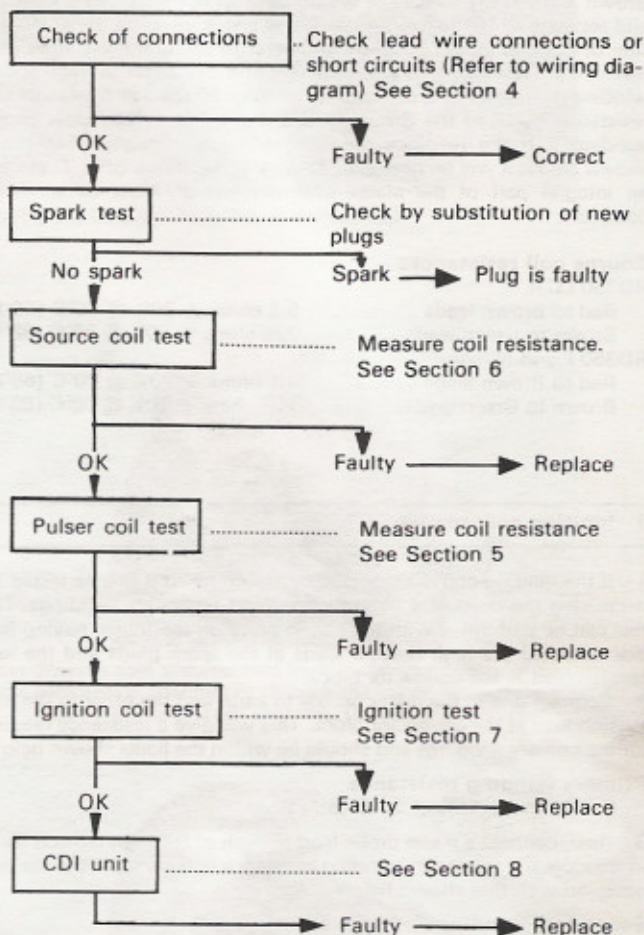 Check of connections
.. Check lead wire connections or
short circuits (Refer to wiring dia-
gram) See Section 4
OK
Faulty
Correct
Spark test
Check by substitution of new
plugs
No spark
Spark
Plug is faulty
Source coil test
Measure coil resistance.
See Section 6
OK
Faulty
Replace
Pulser coil test
Measure coil resistance
See Section 5
OK
Faulty
Replace
Ignition coil test
Ignition test
See Section 7
OK
Faulty
Replace
CDI unit
See Section 8
Faulty
Replace